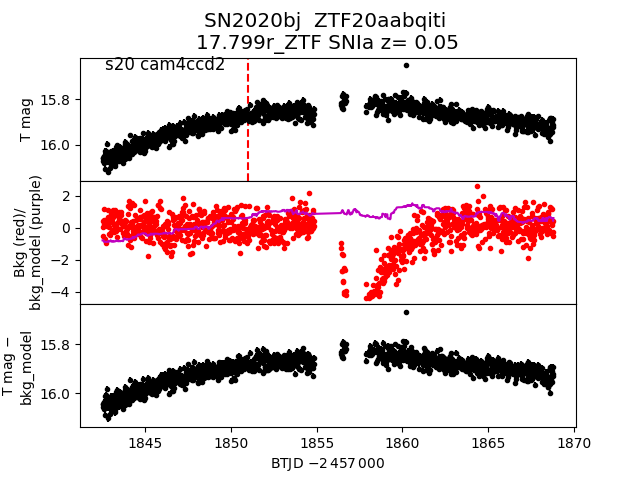 SN2020bj  ZTF20aabqiti
17.799r_ZTF SNIa z= 0.05
s20 cam4ccd2
T mag
15.8
16.0
Bkg (red)/
bkg_model (purple)
2
0
−2
−4
T mag −
bkg_model
15.8
16.0
1845 1850 1855 1860 1865 1870
BTJD −2 457 000